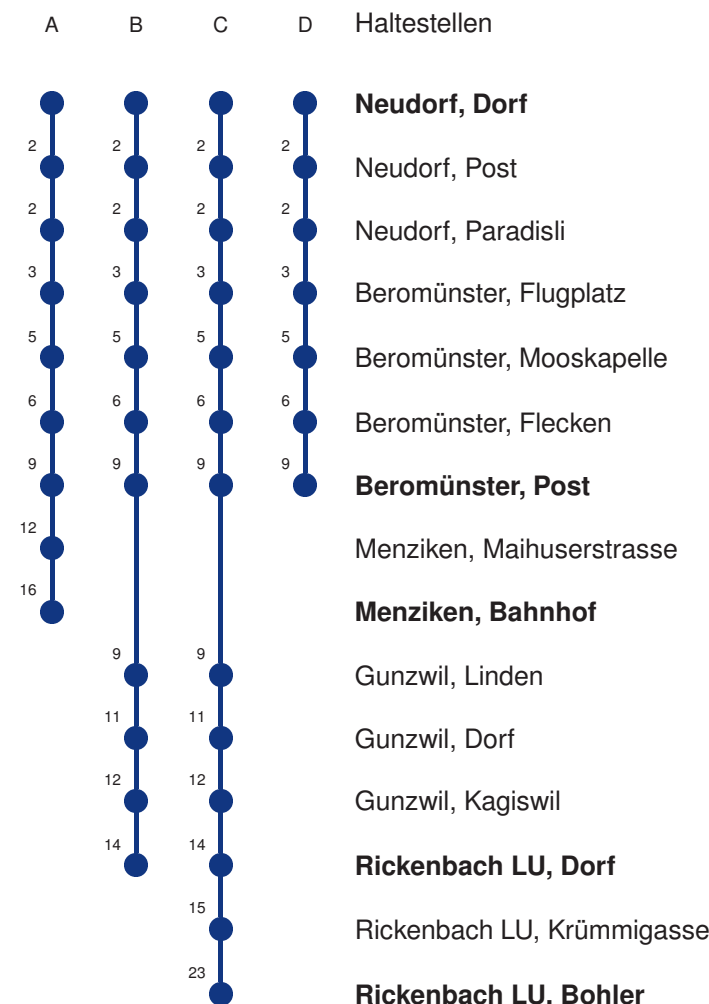 A B C D Haltestellen
Neudorf, Dorf
2 2 2 2 Neudorf, Post
2 2 2 2 Neudorf, Paradisli
3 3 3 3 Beromünster, Flugplatz
5 5 5 5 Beromünster, Mooskapelle
6 6 6 6 Beromünster, Flecken
9 9 9 9 Beromünster, Post
12 Menziken, Maihuserstrasse
16 Menziken, Bahnhof
9 9 Gunzwil, Linden
11 11 Gunzwil, Dorf
12 12 Gunzwil, Kagiswil
14 14 Rickenbach LU, Dorf
15 Rickenbach LU, Krümmigasse
23 Rickenbach LU, Bohler